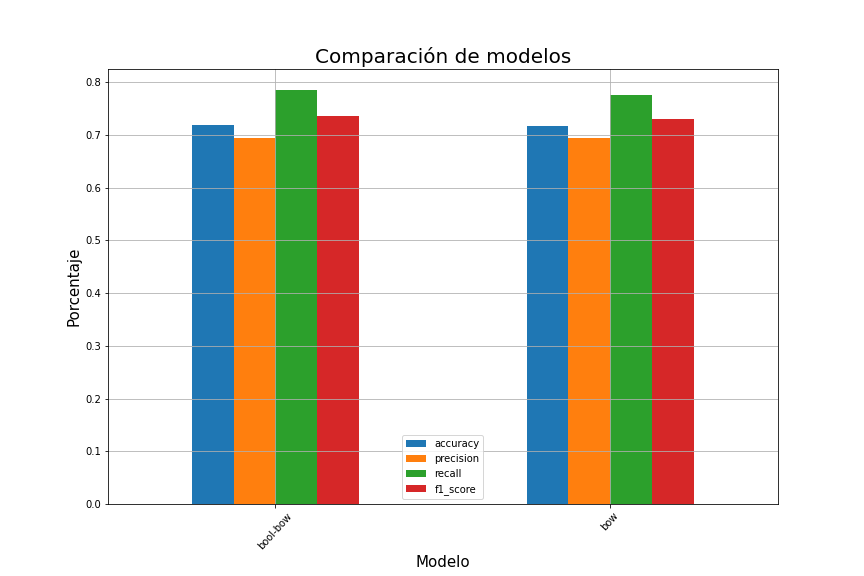 Comparación de modelos
Porcentaje
0.8
0.7
0.6
0.5
0.4
0.3
0.2
0.1
0.0
accuracy
precision
recall
f1_score
bool-bow
bow
Modelo